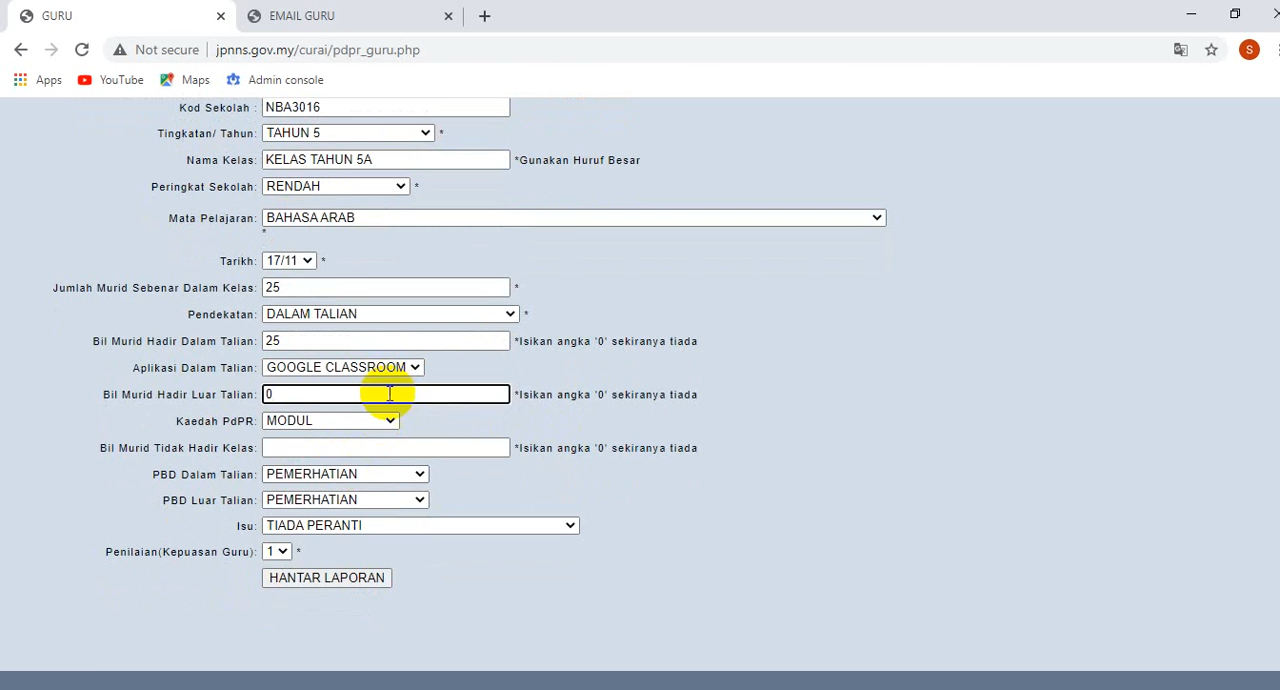 GURU
EMAIL GURU
Not secure jpnns.gov.my/curai/pdpr_guru.php
S
Apps YouTube Maps Admin console
Kod Sekolah : NBA3016
Tingkatan/ Tahun: TAHUN 5 *
Nama Kelas: KELAS TAHUN 5A *Gunakan Huruf Besar
Peringkat Sekolah: RENDAH *
Mata Pelajaran: BAHASA ARAB
*
Tarikh: 17/11 *
Jumlah Murid Sebenar Dalam Kelas: 25 *
Pendekatan: DALAM TALIAN *
Bil Murid Hadir Dalam Talian: 25 *Isikan angka '0' sekiranya tiada
Aplikasi Dalam Talian: GOOGLE CLASSROOM
Bil Murid Hadir Luar Talian: 0 *Isikan angka '0' sekiranya tiada
Kaedah PdPR: MODUL
Bil Murid Tidak Hadir Kelas: *Isikan angka '0' sekiranya tiada
PBD Dalam Talian: PEMERHATIAN
PBD Luar Talian: PEMERHATIAN
Isu: TIADA PERANTI
Penilaian(Kepuasan Guru): 1 *
HANTAR LAPORAN